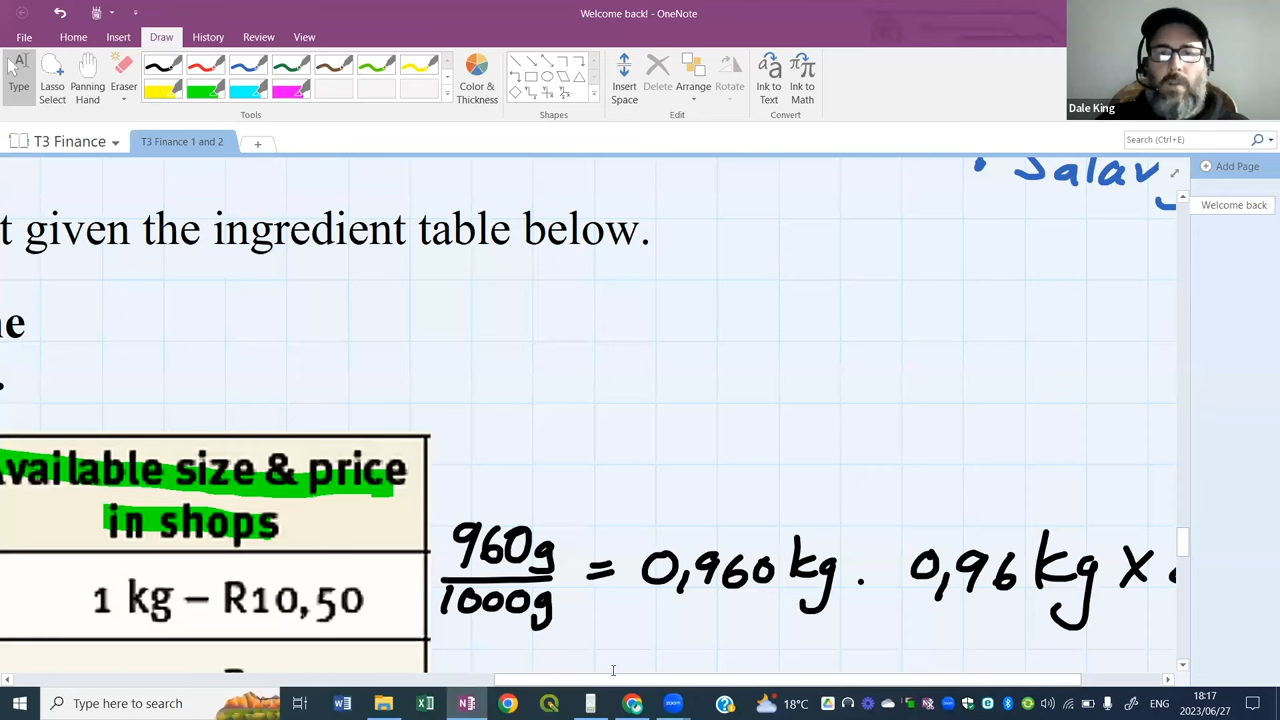 Welcome back! - OneNote
File
Home
Insert
Draw
History
Review
View
Type
Lasso Select
Panning Hand
Eraser
Color & Thickness
Insert Space
Delete
Arrange
Rotate
Ink to Text
Ink to Math
Tools
Shapes
Edit
Convert
Dale King
T3 Finance
T3 Finance 1 and 2
Search (Ctrl+E)
Add Page
Welcome back
Salary
t given the ingredient table below.
ne
vailable size & price
in shops
960g
1000g
= 0,960 kg. 0,96 kg X
1 kg – R10,50
Type here to search
18°C
ENG
18:17
2023/06/27